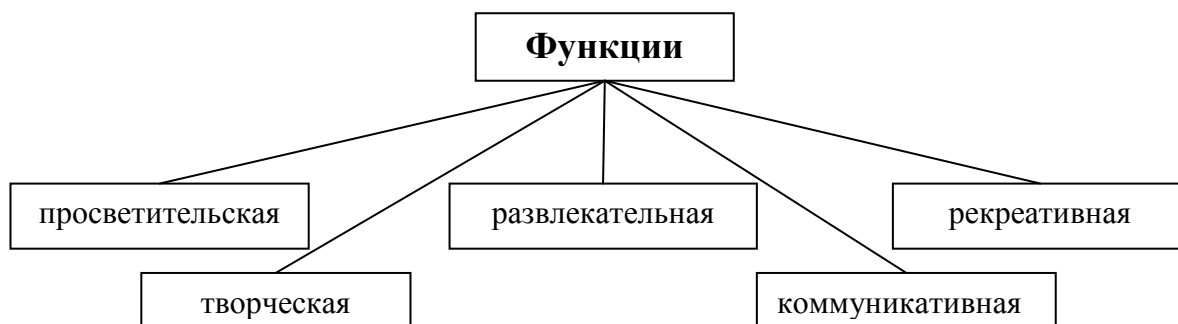 Функции
просветительская
развлекательная
рекреативная
творческая
коммуникативная